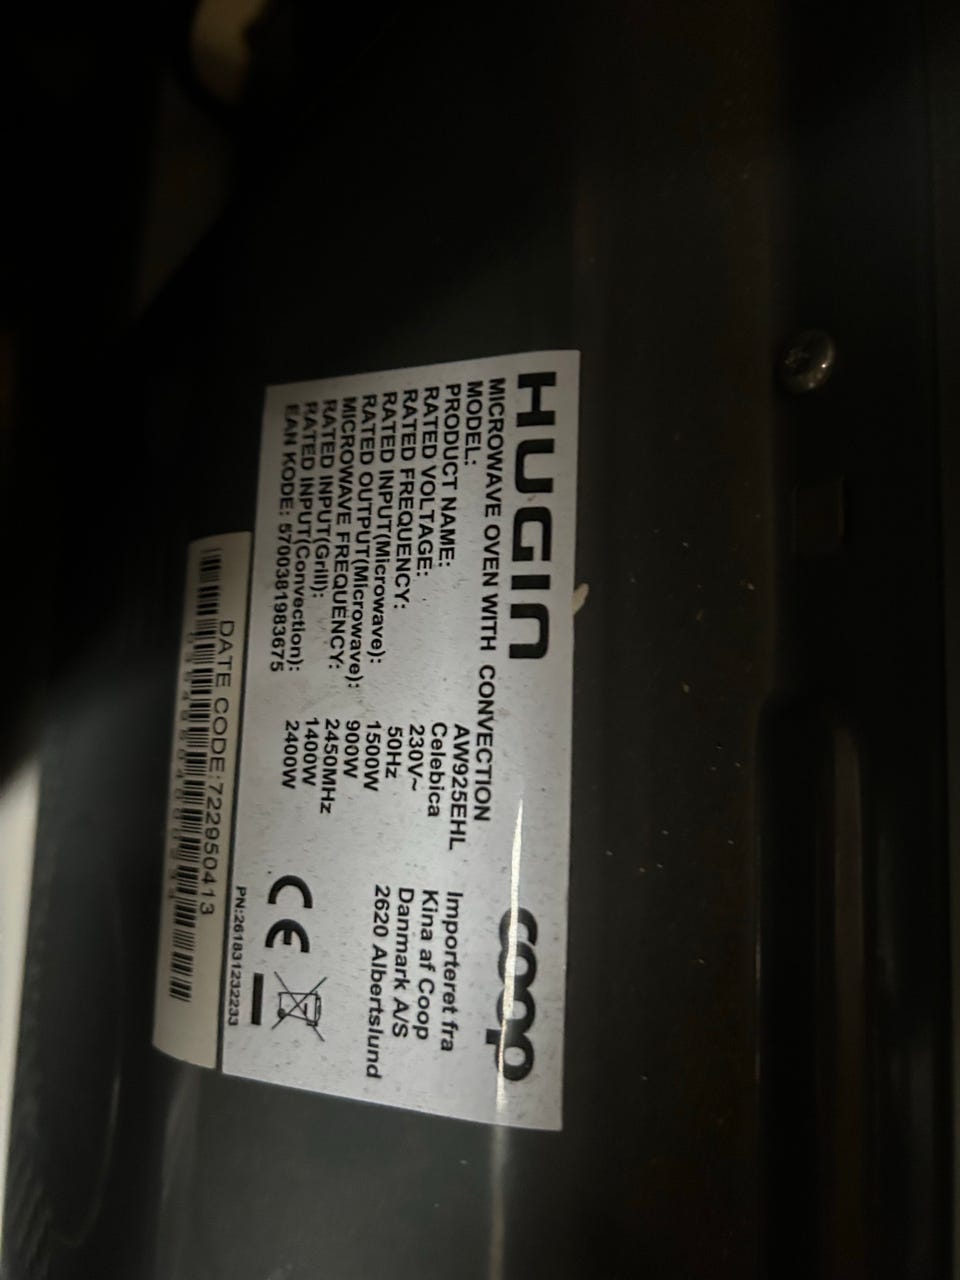 HUGIN
coop
MICROWAVE OVEN WITH CONVECTION
MODEL: AW925EHL
PRODUCT NAME: Celebica
RATED VOLTAGE: 230V~
RATED FREQUENCY: 50Hz
RATED INPUT(Microwave): 1500W
RATED OUTPUT(Microwave): 900W
MICROWAVE FREQUENCY: 2450MHz
RATED INPUT(Grill): 1400W
RATED INPUT(Convection): 2400W
EAN KODE: 5700381983675
Importeret fra
Kina af Coop
Danmark A/S
2620 Albertslund
CE
PN:261831232233
DATE CODE:722950413